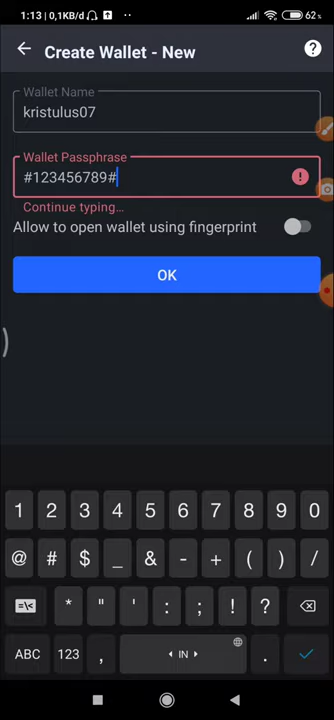 1:13 | 0,1KB/d
62%
Create Wallet - New
?
Wallet Name
kristulus07
Wallet Passphrase
#123456789#
!
Continue typing...
Allow to open wallet using fingerprint
OK
1 2 3 4 5 6 7 8 9 0
@ # $ _ & - + ( ) /
=\< * " ' : ; ! ?
ABC 123 , IN .